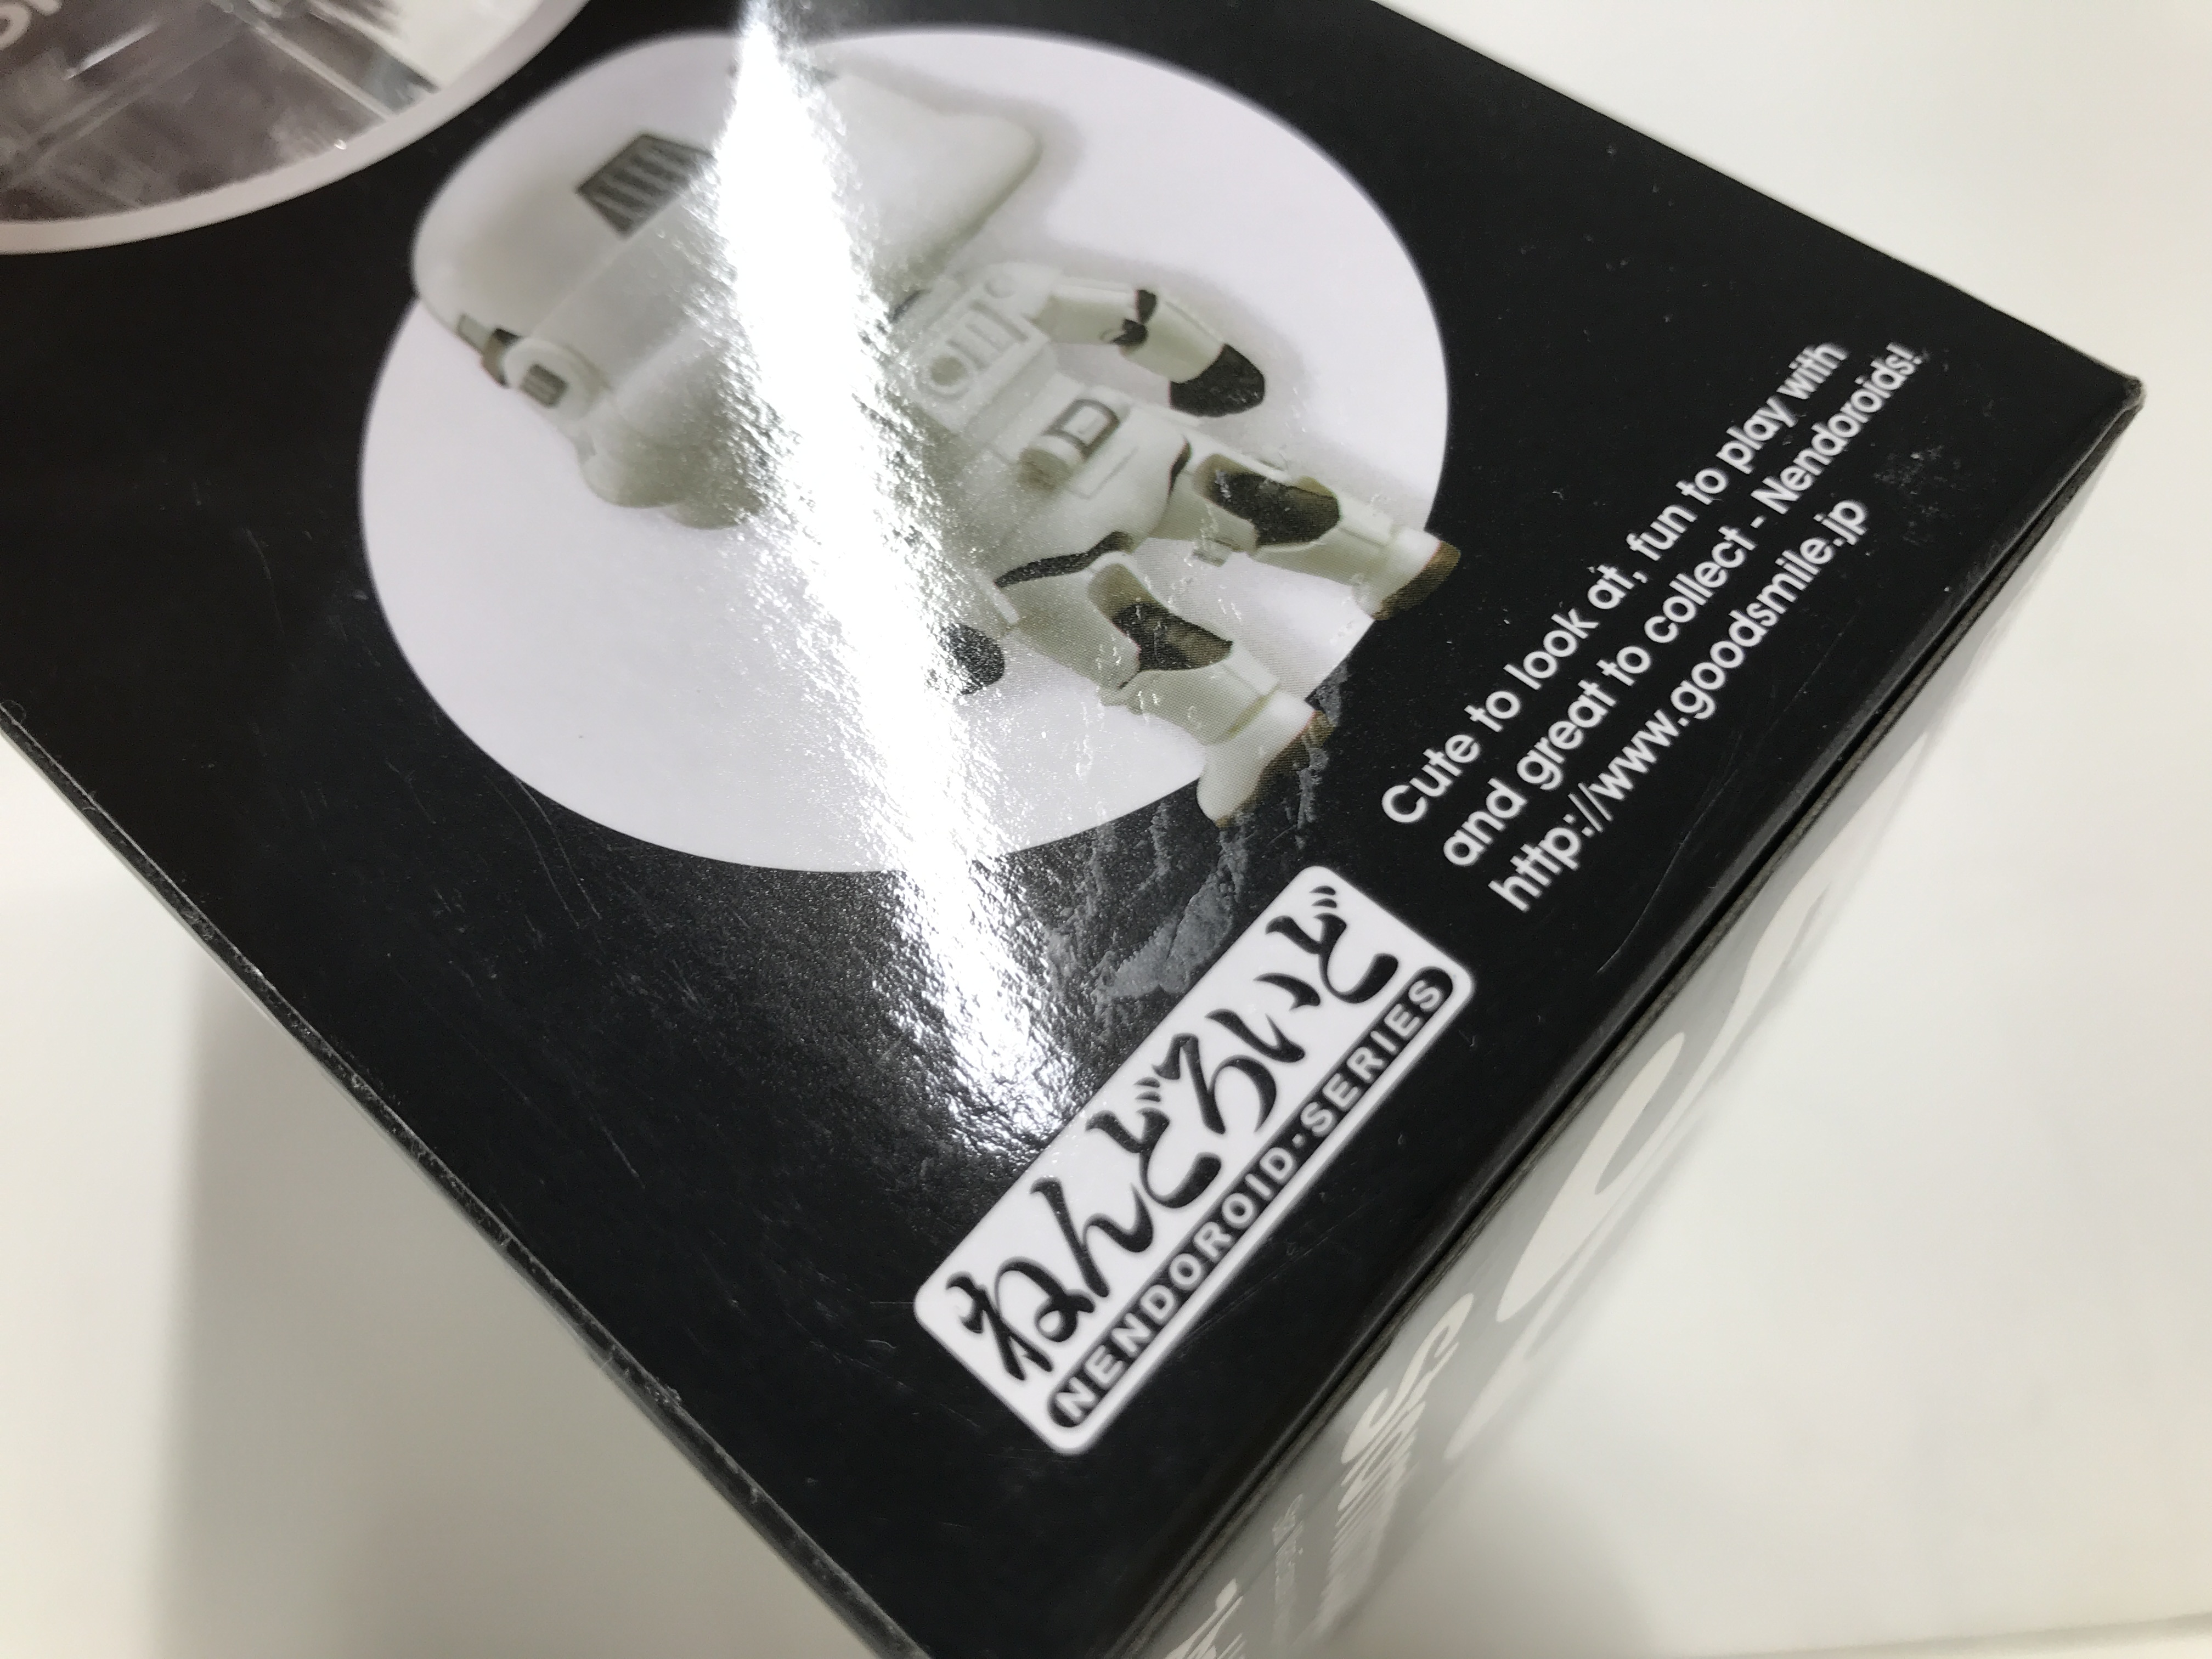 Cute to look at, fun to play with
and great to collect - Nendoroids!
http://www.goodsmile.jp
ねんどろいど
NENDOROID·SERIES